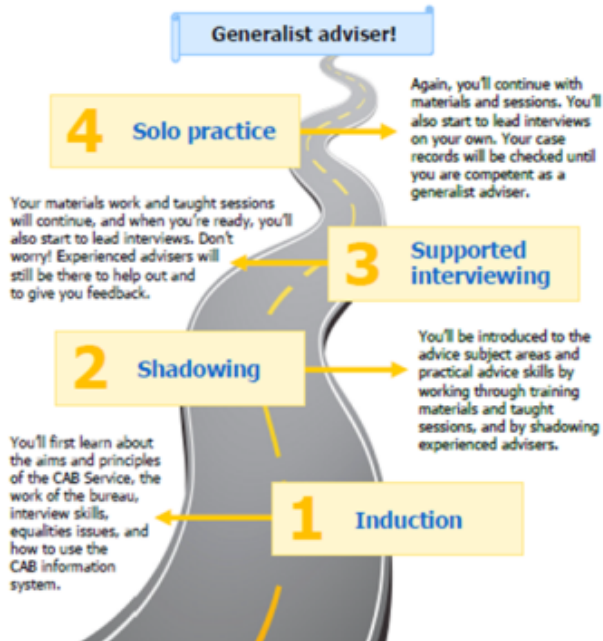 Generalist adviser!
4 Solo practice
Again, you'll continue with
materials and sessions. You'll
also start to lead interviews
on your own. Your case
records will be checked until
you are competent as a
generalist adviser.
Your materials work and taught sessions
will continue, and when you're ready, you'll
also start to lead interviews. Don't
worry! Experienced advisers will
still be there to help out and
to give you feedback.
3 Supported
interviewing
2 Shadowing
You'll be introduced to the
advice subject areas and
practical advice skills by
working through training
materials and taught
sessions, and by shadowing
experienced advisers.
You'll first learn about
the aims and principles
of the CAB Service, the
work of the bureau,
interview skills,
equalities issues, and
how to use the
CAB information
system.
1 Induction